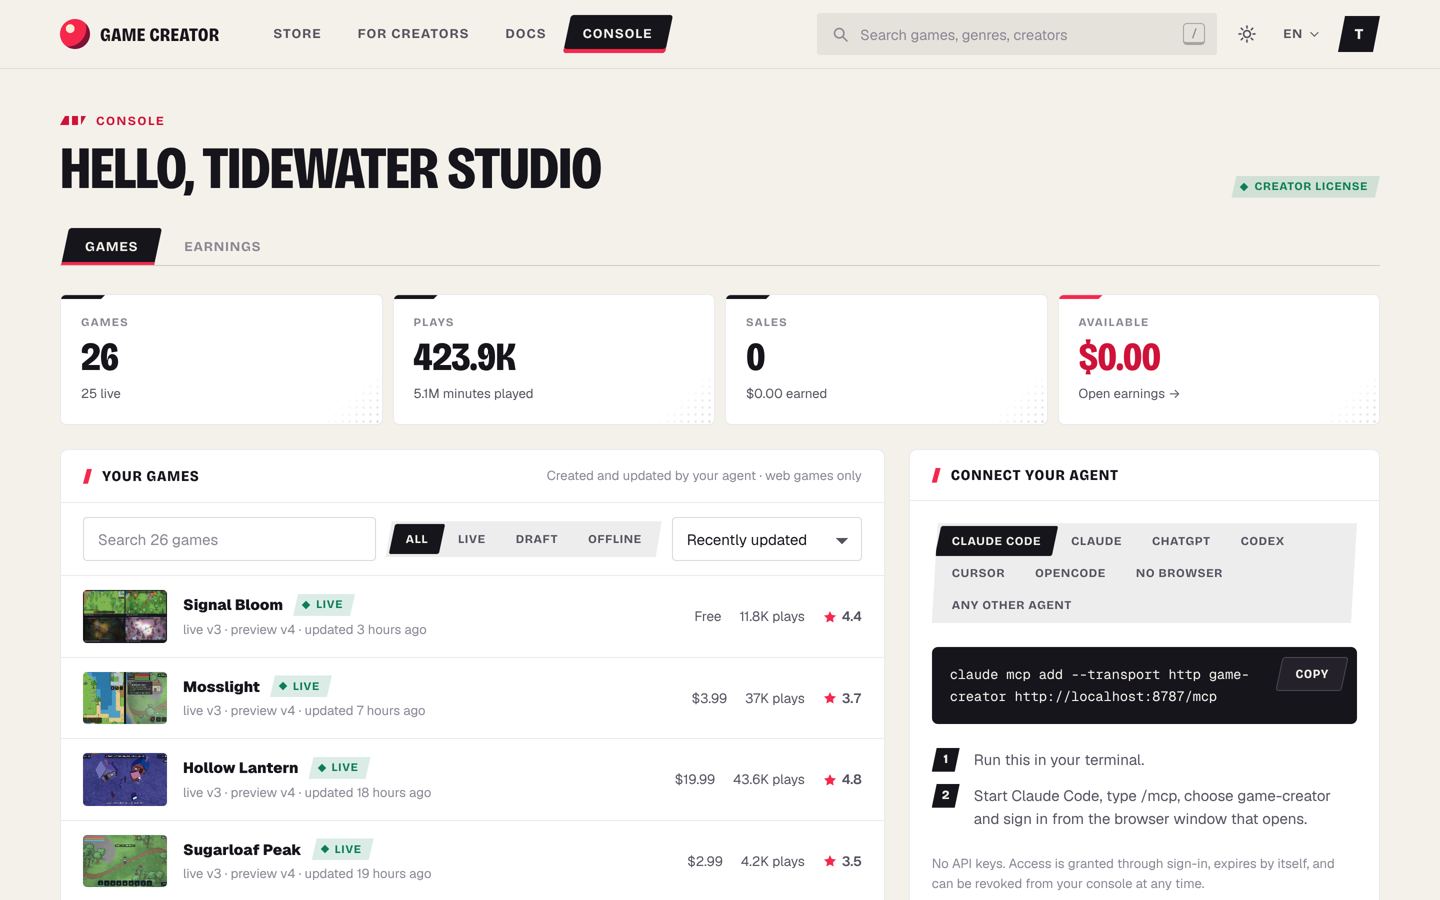 GAME CREATOR
STORE
FOR CREATORS
DOCS
CONSOLE
Search games, genres, creators
/
EN
T
CONSOLE
HELLO, TIDEWATER STUDIO
CREATOR LICENSE
GAMES
EARNINGS
GAMES
26
25 live
PLAYS
423.9K
5.1M minutes played
SALES
0
$0.00 earned
AVAILABLE
$0.00
Open earnings →
YOUR GAMES
Created and updated by your agent · web games only
Search 26 games
ALL
LIVE
DRAFT
OFFLINE
Recently updated
Signal Bloom
LIVE
live v3 · preview v4 · updated 3 hours ago
Free
11.8K plays
4.4
Mosslight
LIVE
live v3 · preview v4 · updated 7 hours ago
$3.99
37K plays
3.7
Hollow Lantern
LIVE
live v3 · preview v4 · updated 18 hours ago
$19.99
43.6K plays
4.8
Sugarloaf Peak
LIVE
live v3 · preview v4 · updated 19 hours ago
$2.99
4.2K plays
3.5
CONNECT YOUR AGENT
CLAUDE CODE
CLAUDE
CHATGPT
CODEX
CURSOR
OPENCODE
NO BROWSER
ANY OTHER AGENT
claude mcp add --transport http game-
creator http://localhost:8787/mcp
COPY
1
Run this in your terminal.
2
Start Claude Code, type /mcp, choose game-creator
and sign in from the browser window that opens.
No API keys. Access is granted through sign-in, expires by itself, and
can be revoked from your console at any time.